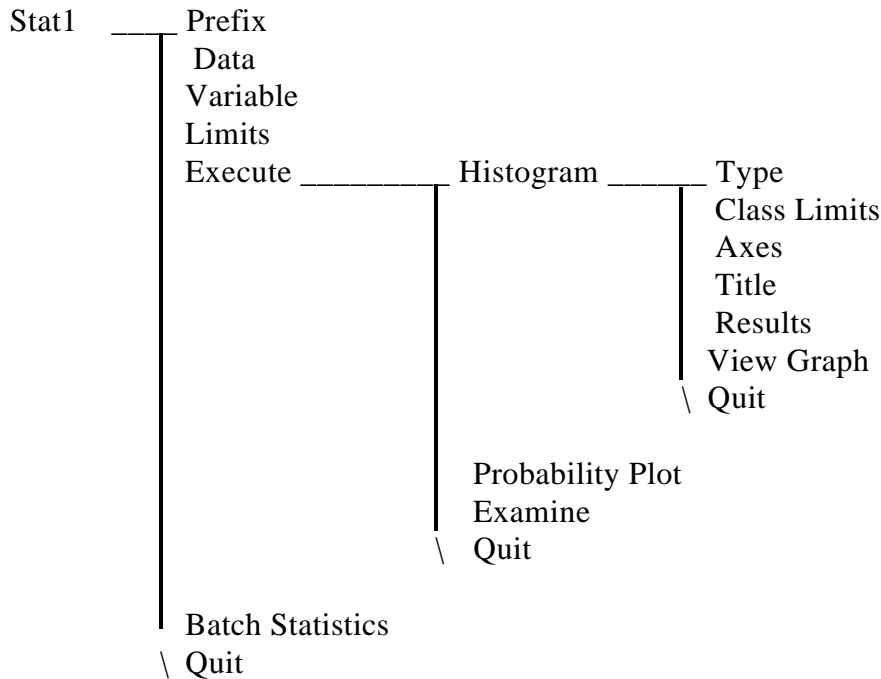 Stat1 ____ Prefix
Data
Variable
Limits
Execute _________ Histogram ______ Type
Class Limits
Axes
Title
Results
View Graph
\ Quit
Probability Plot
Examine
\ Quit
Batch Statistics
\ Quit